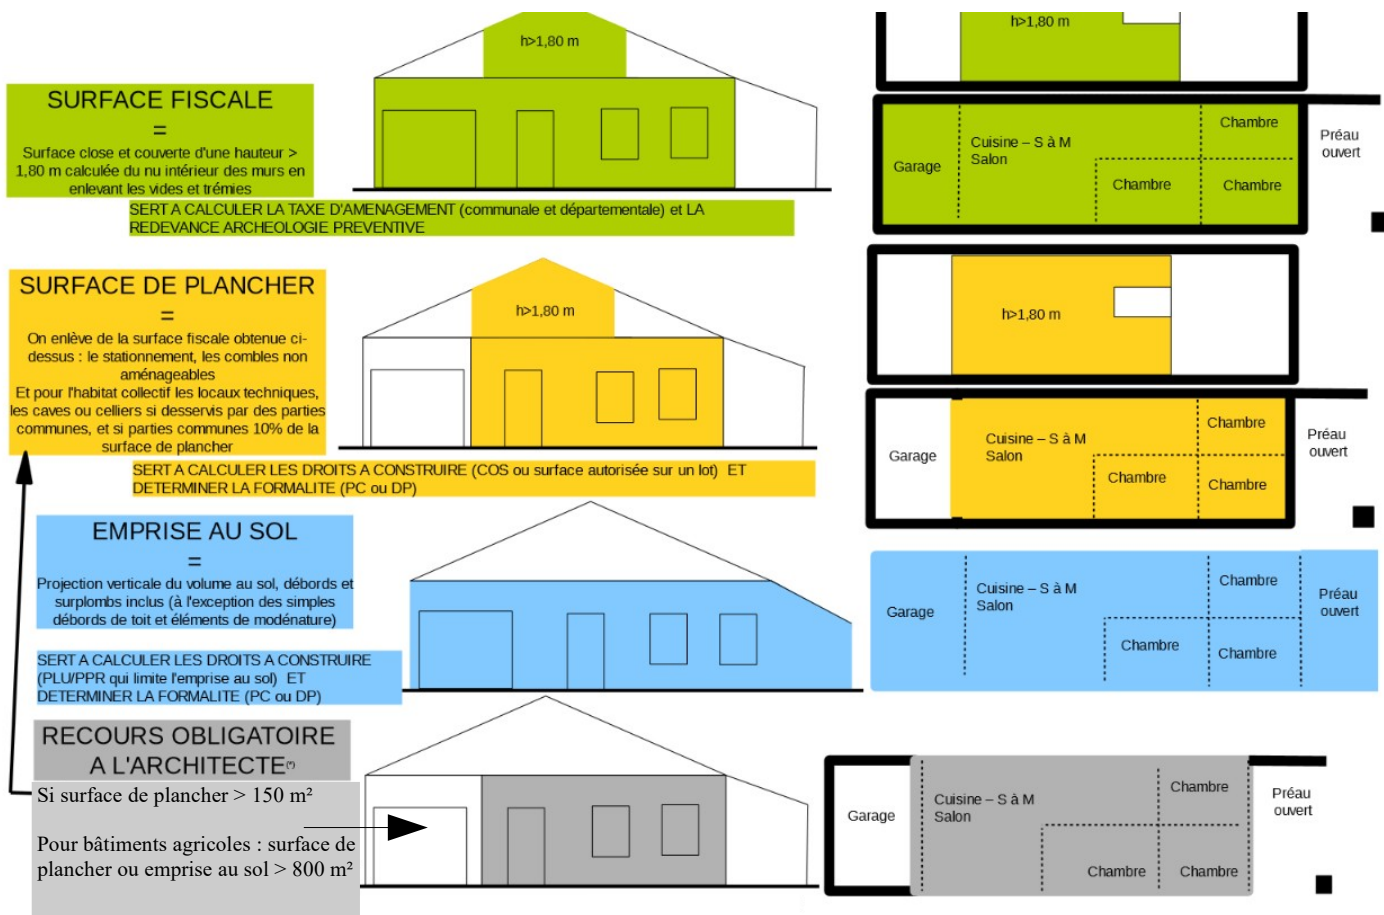 h>1,80 m
h>1,80 m
SURFACE FISCALE
=
Surface close et couverte d'une hauteur >
1,80 m calculée du nu intérieur des murs en
enlevant les vides et trémies
Garage
Cuisine – S à M
Salon
Chambre
Chambre
Chambre
Préau
ouvert
SERT A CALCULER LA TAXE D'AMENAGEMENT (communale et départementale) et LA
REDEVANCE ARCHEOLOGIE PREVENTIVE
SURFACE DE PLANCHER
=
On enlève de la surface fiscale obtenue ci-
dessus : le stationnement, les combles non
aménageables
Et pour l'habitat collectif les locaux techniques,
les caves ou celliers si desservis par des parties
communes, et si parties communes 10% de la
surface de plancher
h>1,80 m
h>1,80 m
Garage
Cuisine – S à M
Salon
Chambre
Chambre
Chambre
Préau
ouvert
SERT A CALCULER LES DROITS A CONSTRUIRE (COS ou surface autorisée sur un lot) ET
DETERMINER LA FORMALITE (PC ou DP)
EMPRISE AU SOL
=
Projection verticale du volume au sol, débords et
surplombs inclus (à l'exception des simples
débords de toit et éléments de modénature)
Garage
Cuisine – S à M
Salon
Chambre
Chambre
Chambre
Préau
ouvert
SERT A CALCULER LES DROITS A CONSTRUIRE
(PLU/PPR qui limite l'emprise au sol) ET
DETERMINER LA FORMALITE (PC ou DP)
RECOURS OBLIGATOIRE
A L'ARCHITECTE(*)
Si surface de plancher > 150 m²
Pour bâtiments agricoles : surface de
plancher ou emprise au sol > 800 m²
Garage
Cuisine – S à M
Salon
Chambre
Chambre
Chambre
Préau
ouvert